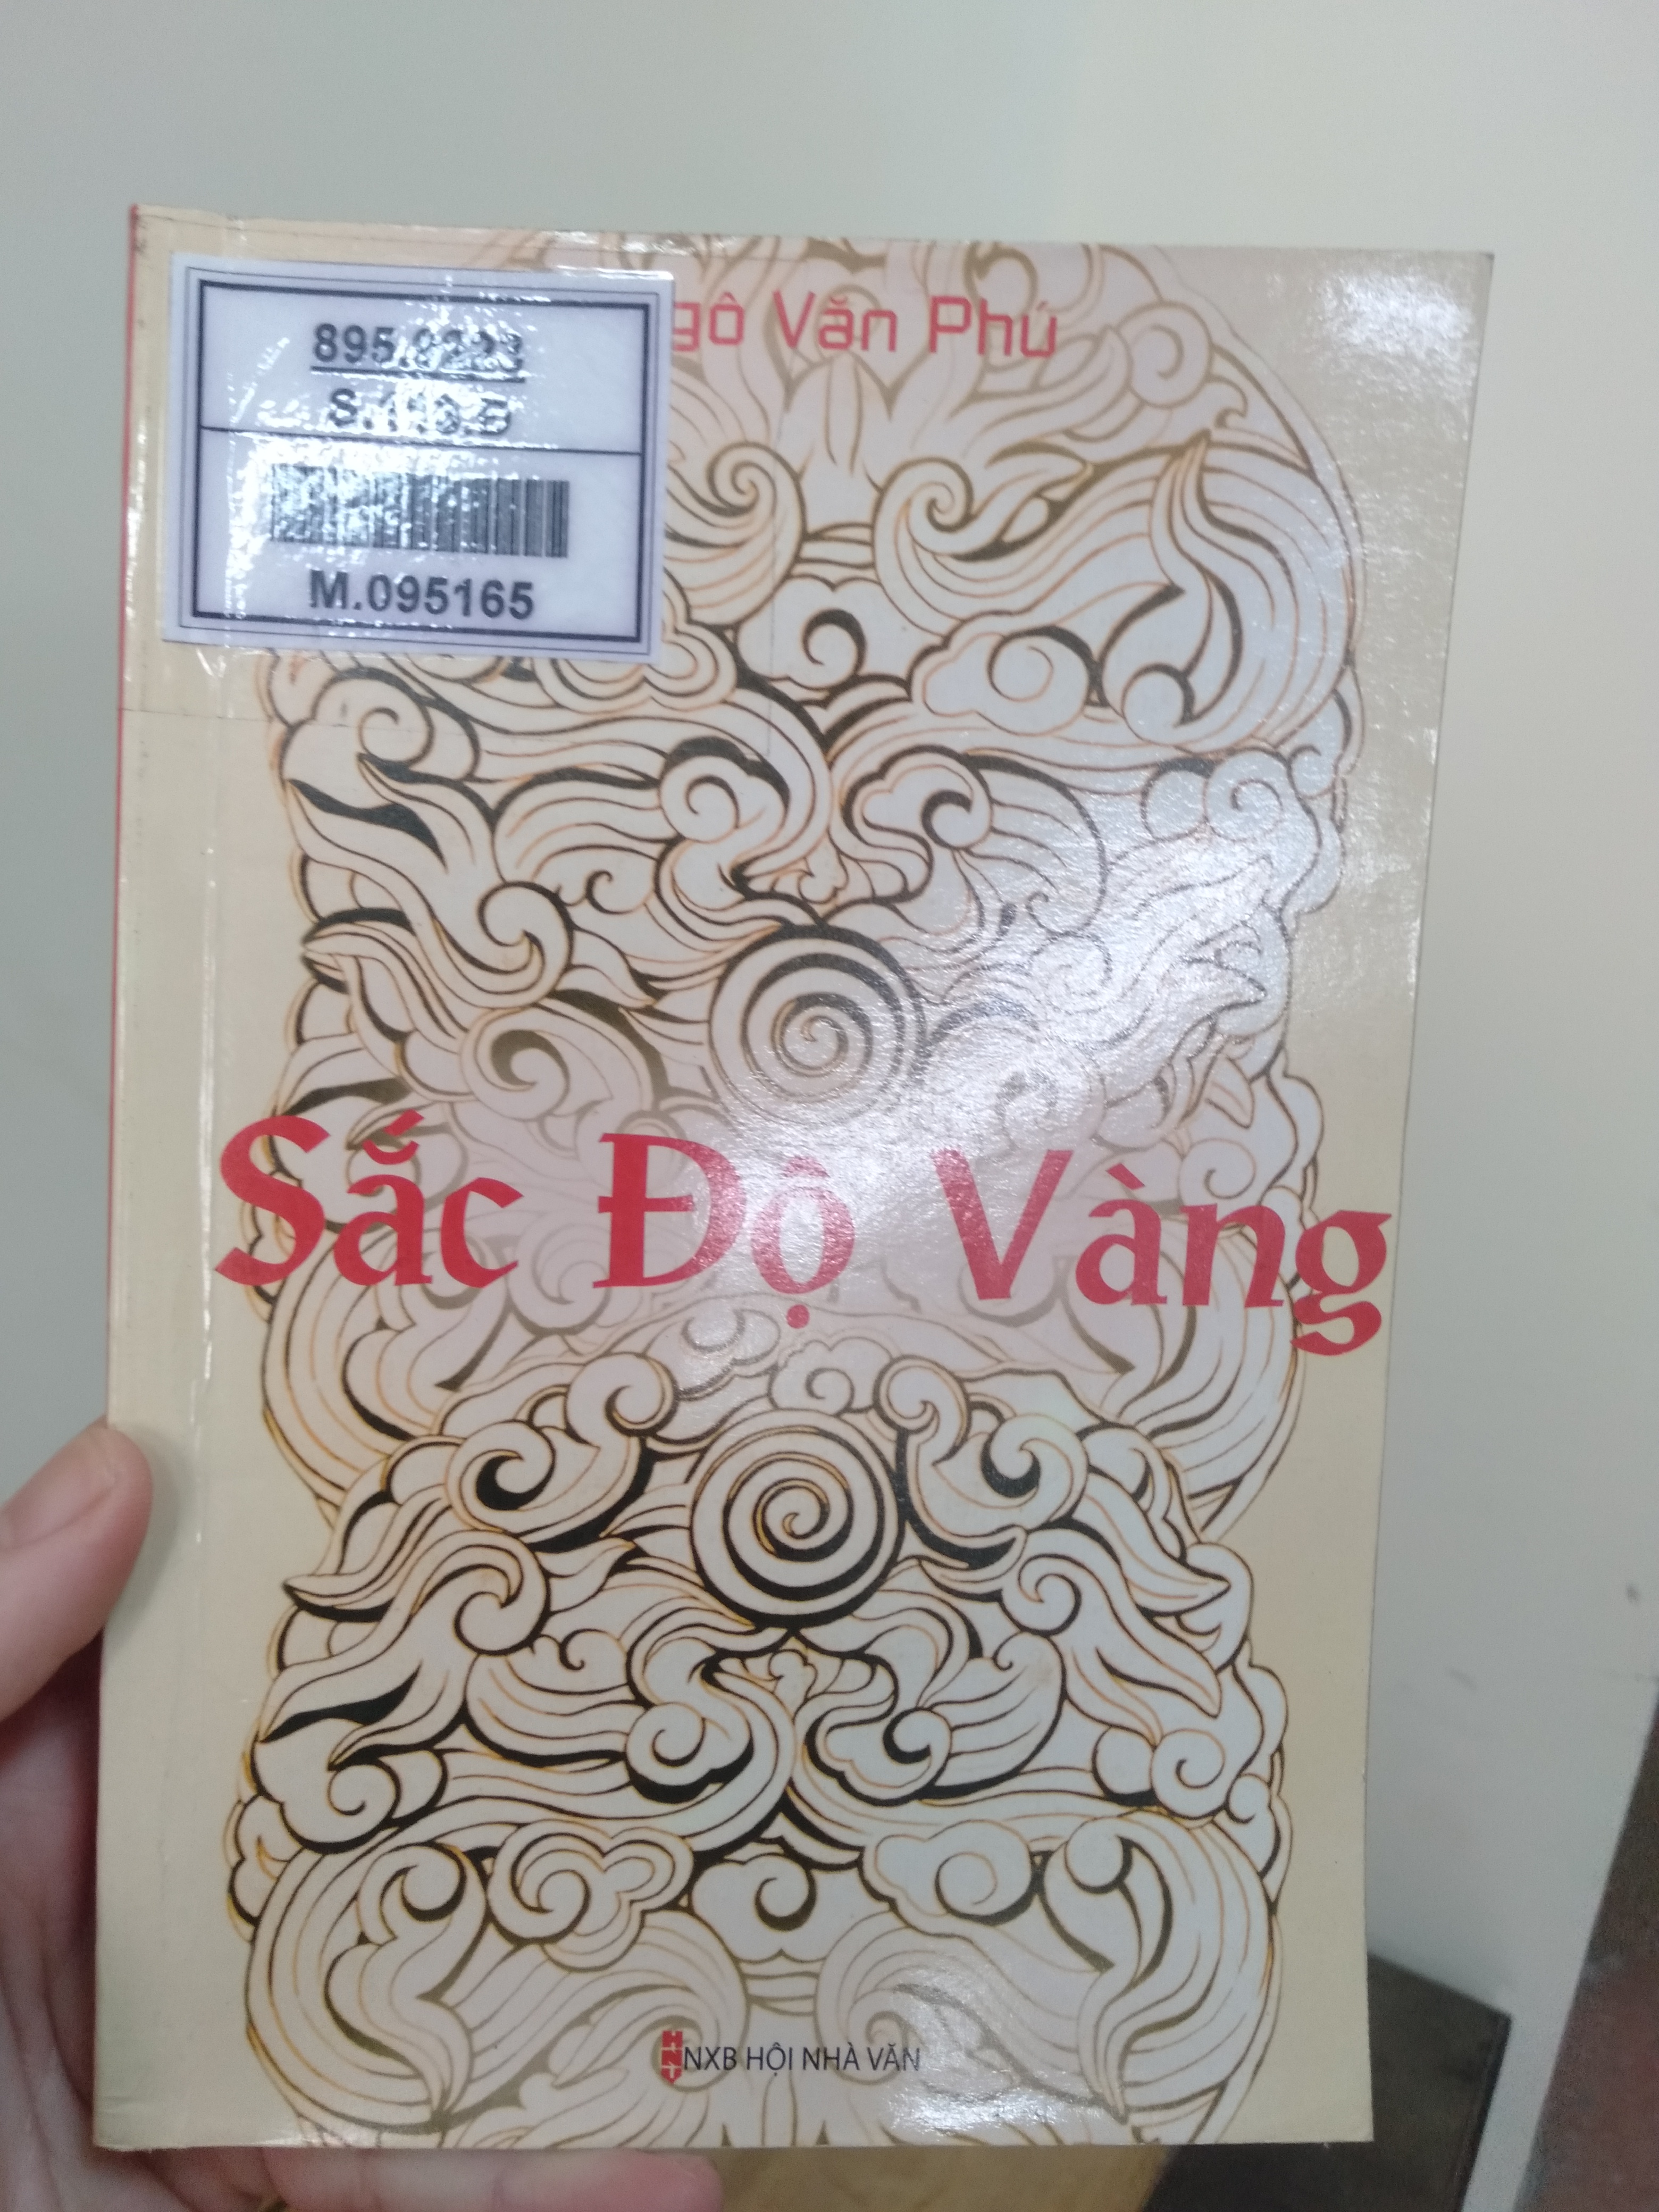 gô Văn Phú
895.9223
M.095165
Sắc Độ Vàng
NXB HỘI NHÀ VĂN